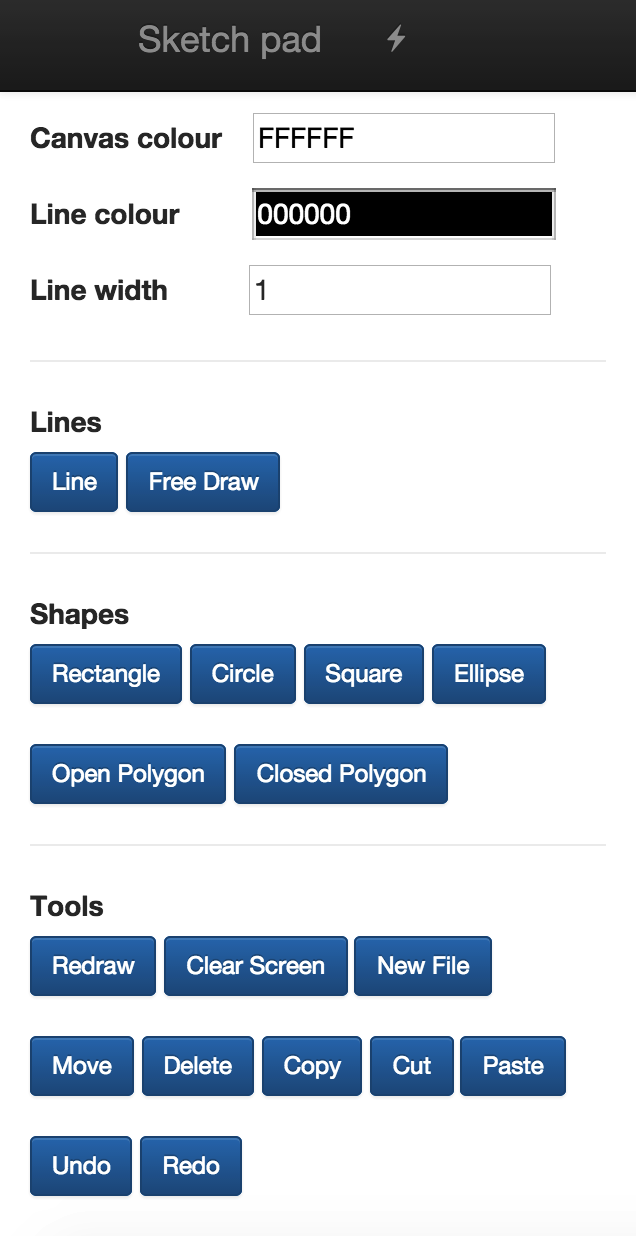 Sketch pad
Canvas colour FFFFFF
Line colour 000000
Line width 1
Lines
Line Free Draw
Shapes
Rectangle Circle Square Ellipse
Open Polygon Closed Polygon
Tools
Redraw Clear Screen New File
Move Delete Copy Cut Paste
Undo Redo